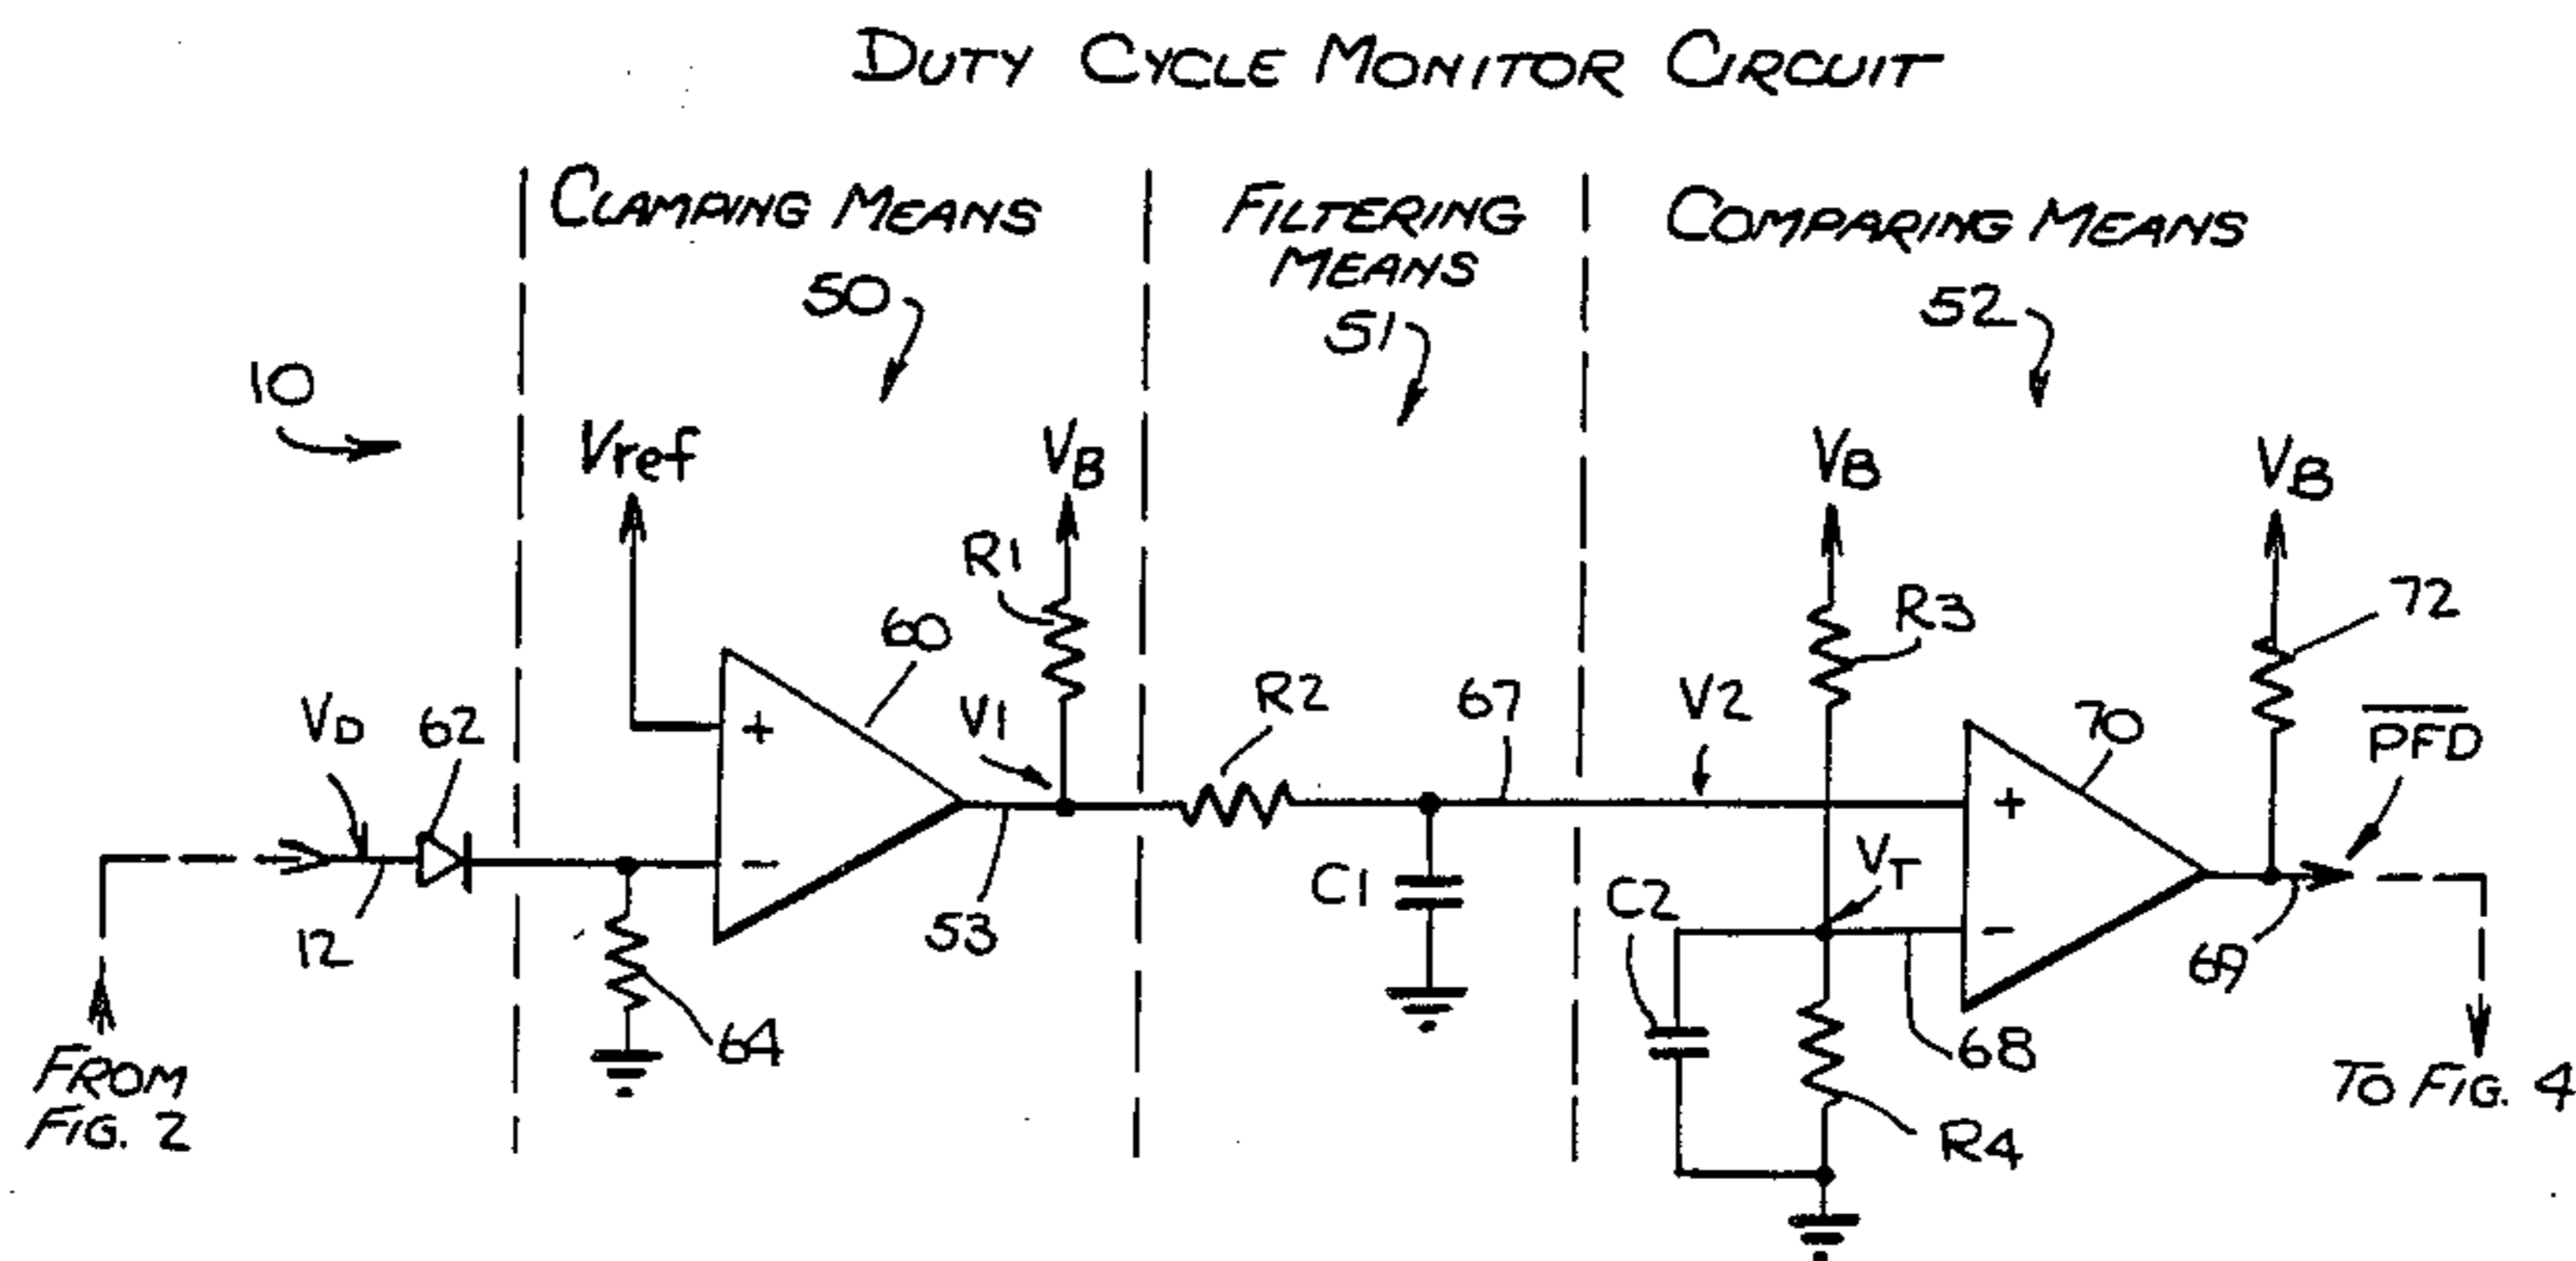 DUTY CYCLE MONITOR CIRCUIT
CLAMPING MEANS
50
FILTERING
MEANS
51
COMPARING MEANS
52
10
Vref
VB
VB
VB
R1
60
R3
72
VD
62
V1
R2
67
V2
70
PFD
+
+
-
-
12
64
53
C1
C2
VT
68
69
R4
FROM
FIG. 2
TO FIG. 4